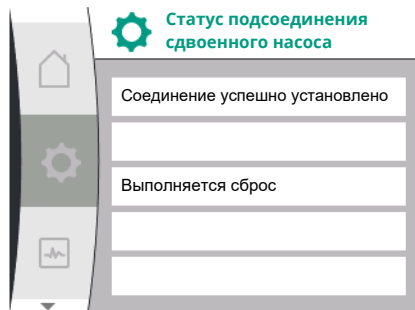 Статус подсоединения
сдвоенного насоса
Соединение успешно установлено
Выполняется сброс